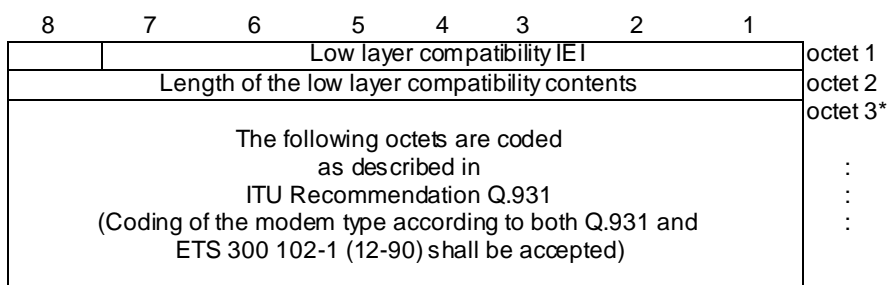 8 7 6 5 4 3 2 1
Low layer compatibility IEI octet 1
Length of the low layer compatibility contents octet 2
octet 3*
The following octets are coded
as described in :
ITU Recommendation Q.931 :
(Coding of the modem type according to both Q.931 and :
ETS 300 102-1 (12-90) shall be accepted)